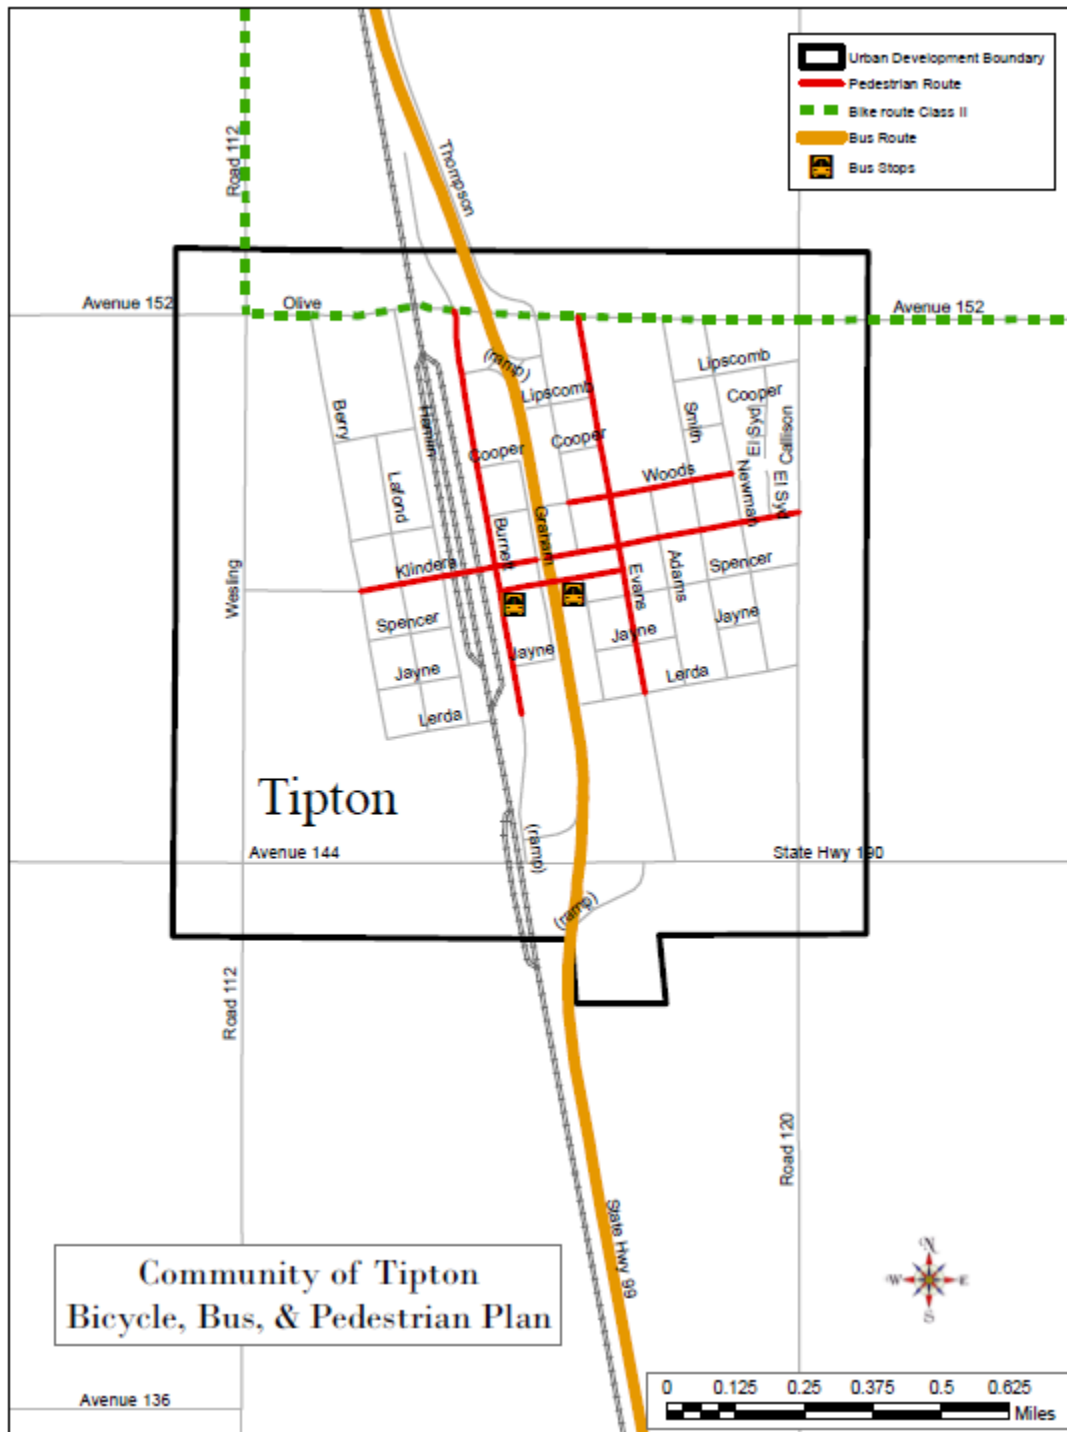 Urban Development Boundary
Pedestrian Route
Bike route Class II
Bus Route
Bus Stops
Road 112
Thompson
Avenue 152
Olive
Avenue 152
(ramp)
Lipscomb
Lipscomb
Cooper
Berry
Hamlin
Smith
El Syd
Callison
Cooper
Cooper
Woods
Lafond
Newman
El Syd
Burnett
Graham
Klindera
Adams
Spencer
Wesling
Evans
Spencer
Jayne
Jayne
Jayne
Jayne
Lerda
Lerda
Tipton
(ramp)
Avenue 144
State Hwy 190
(ramp)
Road 112
Road 120
State Hwy 99
N
W
E
S
Community of Tipton
Bicycle, Bus, & Pedestrian Plan
0 0.125 0.25 0.375 0.5 0.625
Miles
Avenue 136